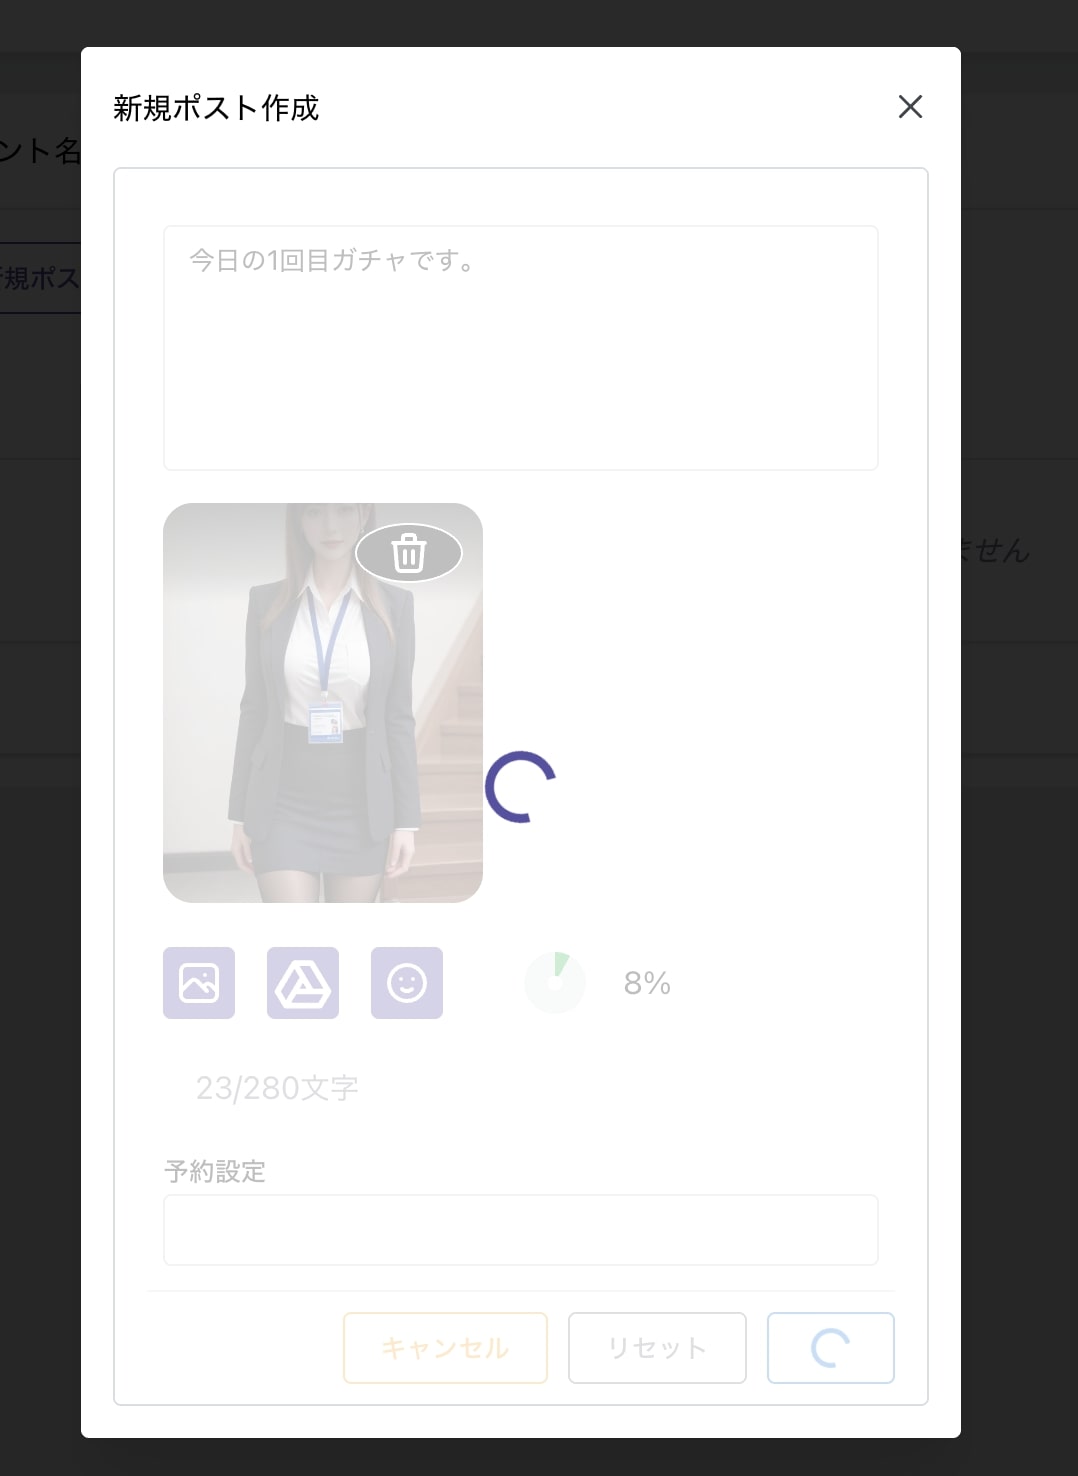 新規ポスト作成
ント名
今日の1回目ガチャです。
規ポス
ません
8%
23/280文字
予約設定
キャンセル
リセット